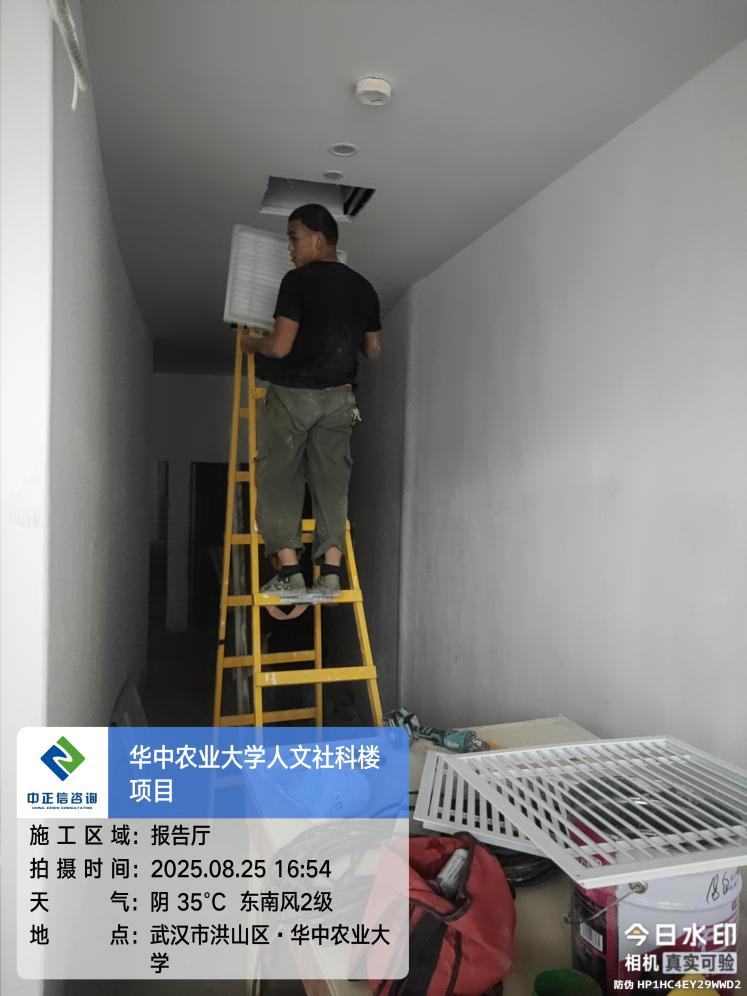 中正信咨询
CHINA ZZXIN CONSULTATION
华中农业大学人文社科楼
项目
施工区域：报告厅
拍摄时间：2025.08.25 16:54
天气：阴 35℃ 东南风2级
地点：武汉市洪山区·华中农业大
学
今日水印
相机 真实可验
防伪 HP1HC4EY29WWD2